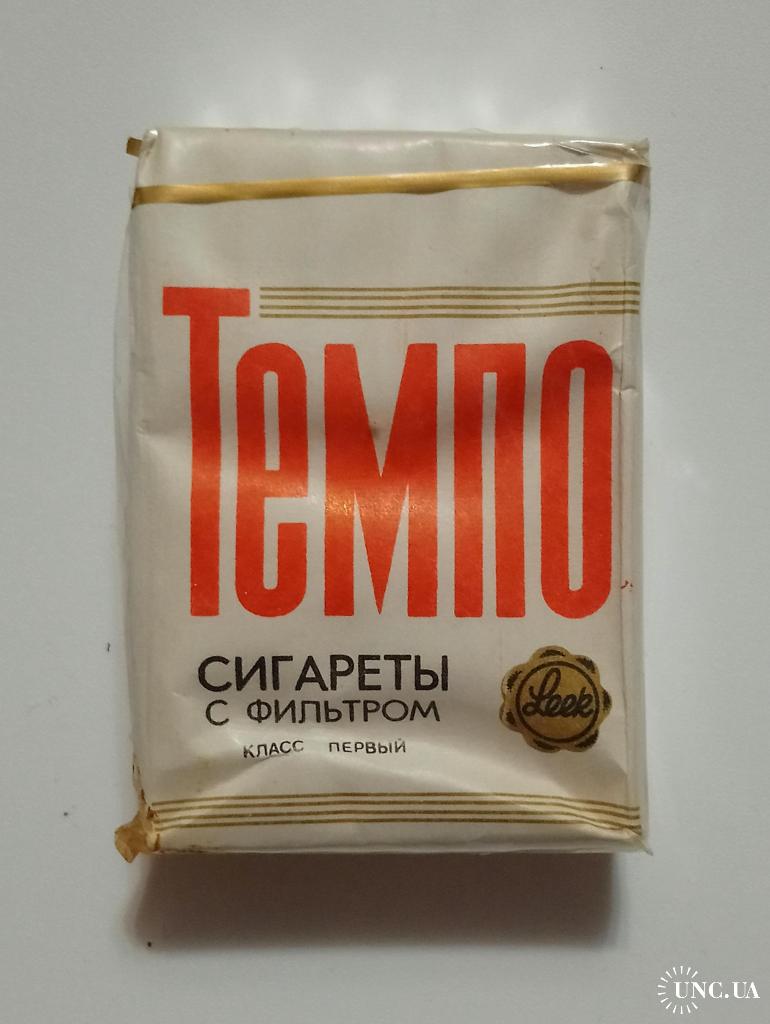 Темпо
СИГАРЕТЫ
С ФИЛЬТРОМ
КЛАСС ПЕРВЫЙ
Leek
UNC.UA